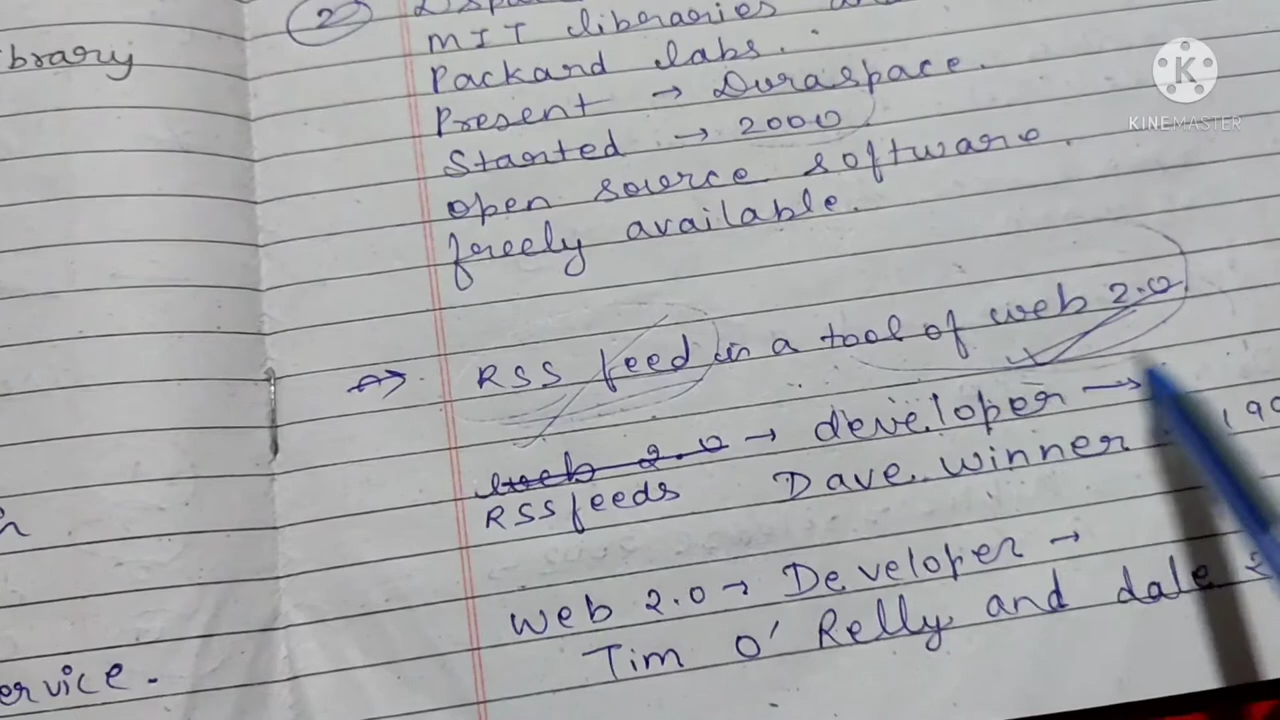 brary
2
MIT libraries
Packard labs.
Present → Duraspace.
Started → 2000
open source software.
freely available.
⇒ RSS feed is a tool of web 2.0
web 2.0 → developer →
RSS feeds Dave Winner
Web 2.0 → Developer →
Tim O' Relly and dale
ervice.
KINEMASTER